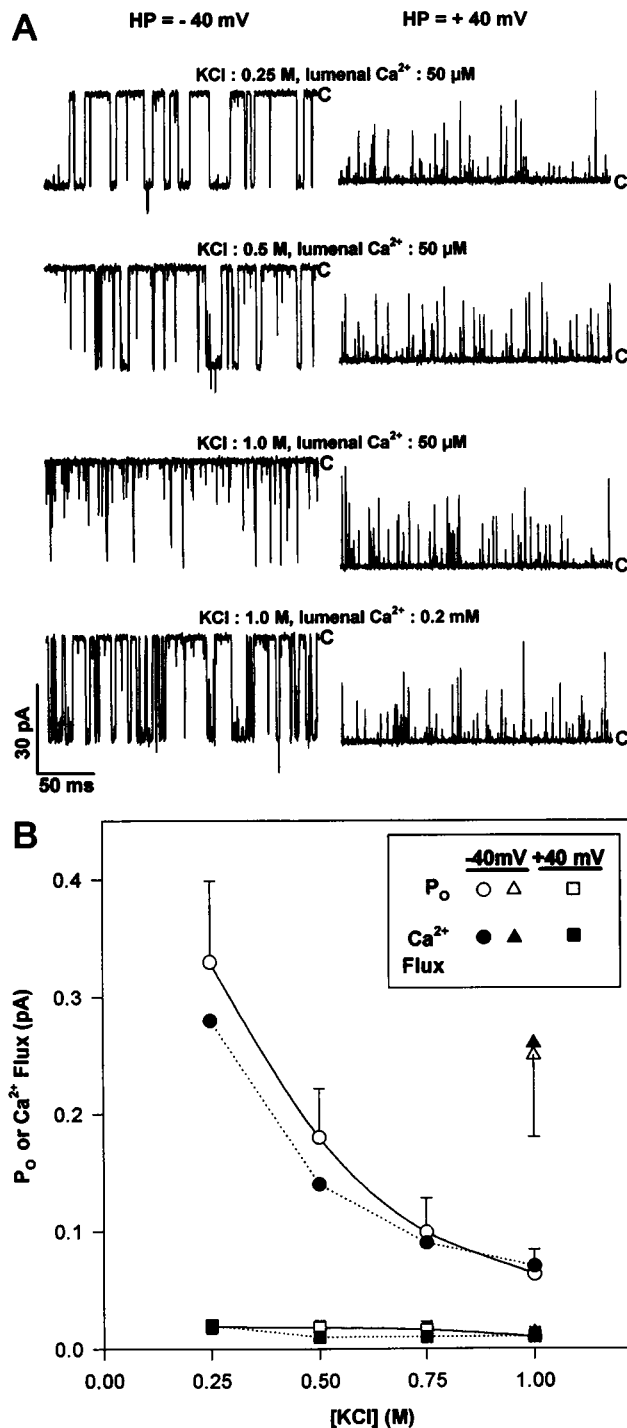 A
HP = - 40 mV
HP = + 40 mV
KCl : 0.25 M, lumenal Ca²⁺ : 50 µM
C
C
KCl : 0.5 M, lumenal Ca²⁺ : 50 µM
C
C
KCl : 1.0 M, lumenal Ca²⁺ : 50 µM
C
C
KCl : 1.0 M, lumenal Ca²⁺ : 0.2 mM
C
C
30 pA
50 ms
B
-40mV +40 mV
Pₒ
Ca²⁺
Flux
Pₒ or Ca²⁺ Flux (pA)
0.4
0.3
0.2
0.1
0.0
0.00 0.25 0.50 0.75 1.00
[KCl] (M)